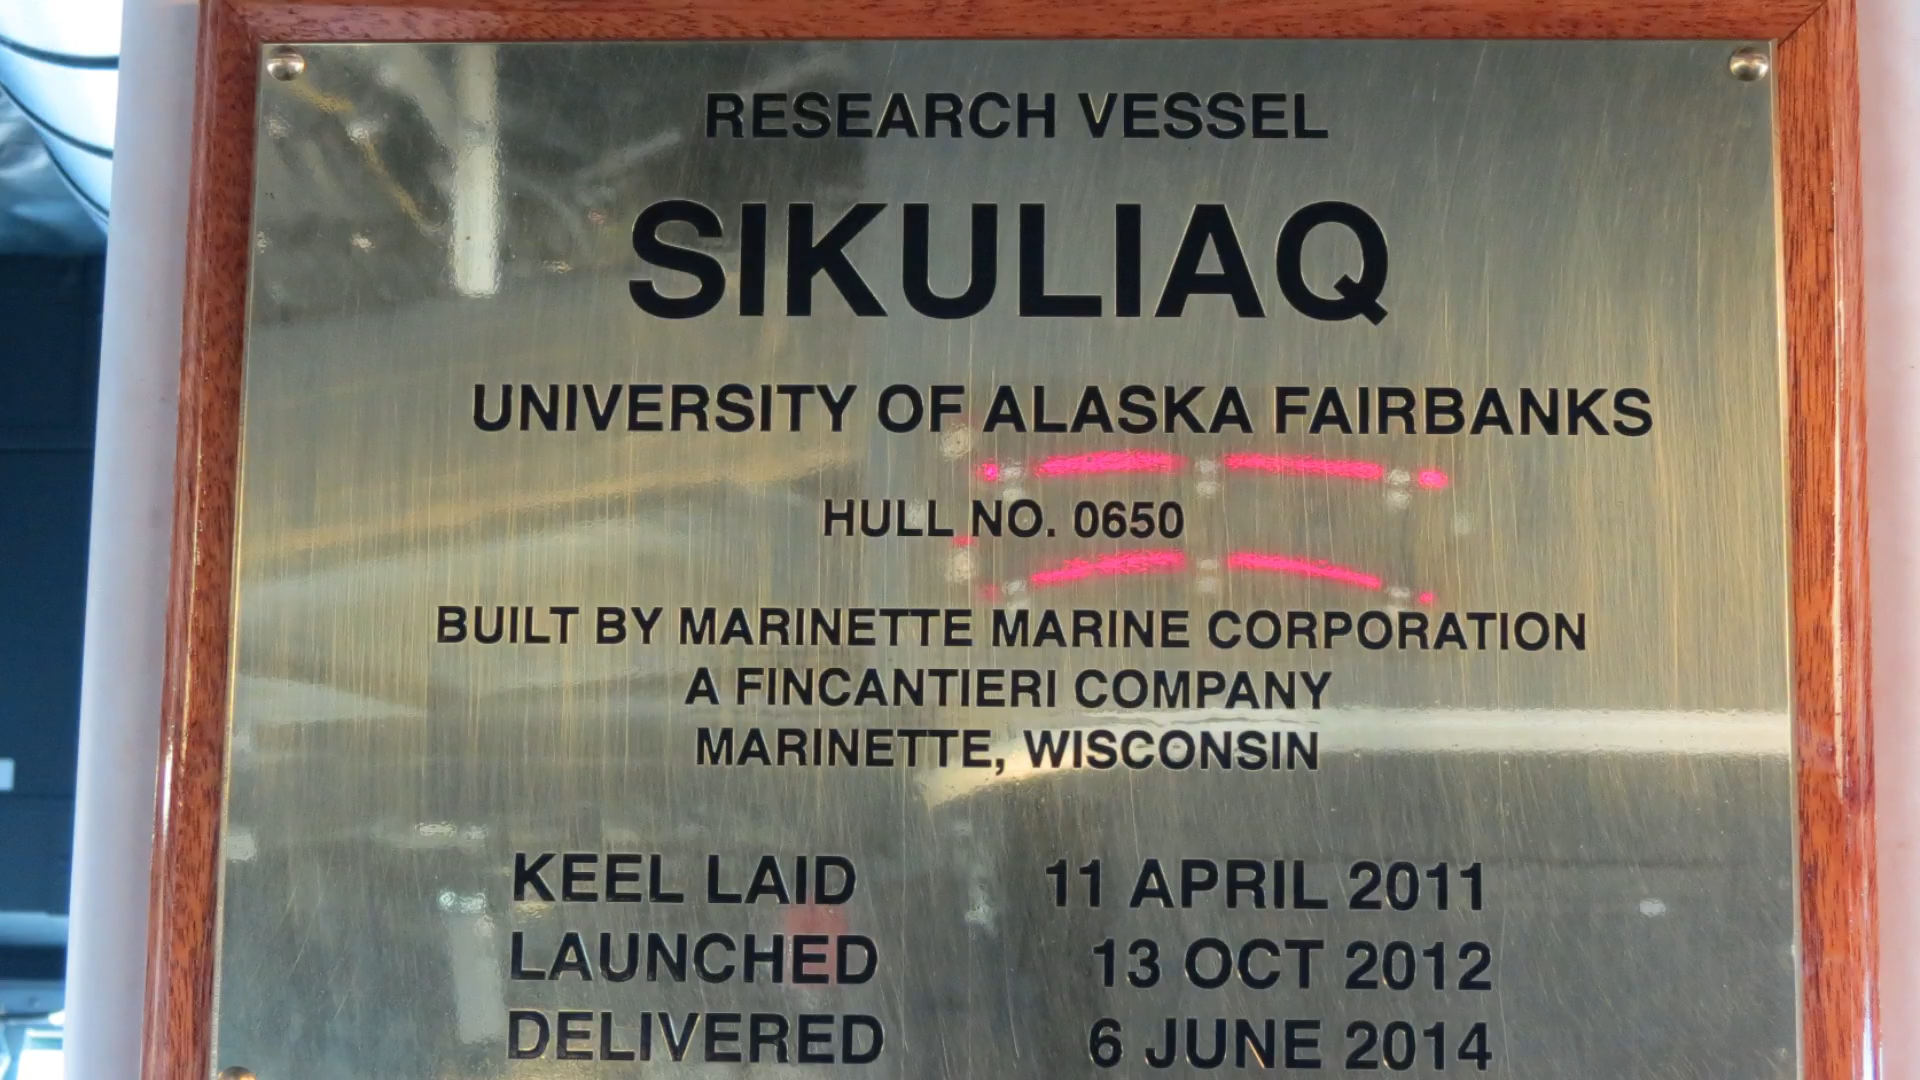 RESEARCH VESSEL
SIKULIAQ
UNIVERSITY OF ALASKA FAIRBANKS
HULL NO. 0650
BUILT BY MARINETTE MARINE CORPORATION
A FINCANTIERI COMPANY
MARINETTE, WISCONSIN
KEEL LAID 11 APRIL 2011
LAUNCHED 13 OCT 2012
DELIVERED 6 JUNE 2014